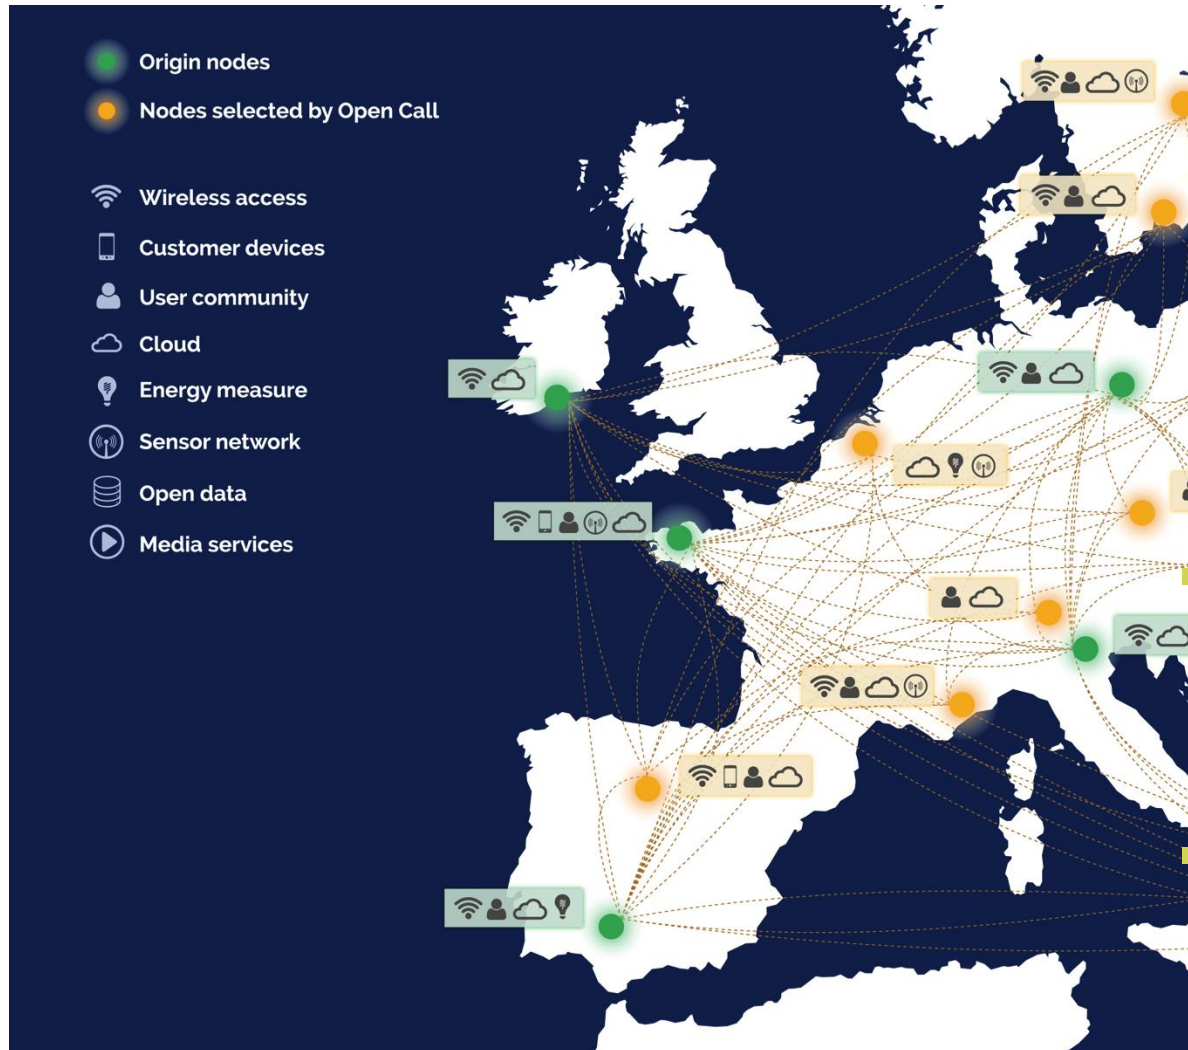 Origin nodes
Nodes selected by Open Call
Wireless access
Customer devices
User community
Cloud
Energy measure
Sensor network
Open data
Media services